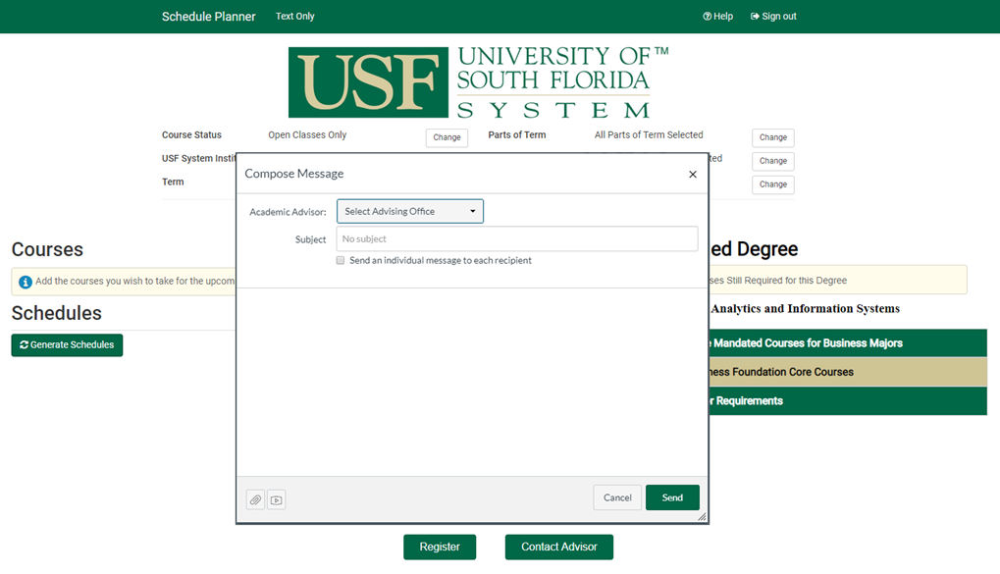 Schedule Planner Text Only Help Sign out
USF UNIVERSITY OF™
SOUTH FLORIDA
SYSTEM
Course Status Open Classes Only Change Parts of Term All Parts of Term Selected Change
USF System Instit ted Change
Term Change
Compose Message
Academic Advisor: Select Advising Office
Subject No subject
Send an individual message to each recipient
Courses
Add the courses you wish to take for the upcom
Schedules
Generate Schedules
ed Degree
ses Still Required for this Degree
Analytics and Information Systems
e Mandated Courses for Business Majors
ness Foundation Core Courses
r Requirements
Cancel Send
Register Contact Advisor